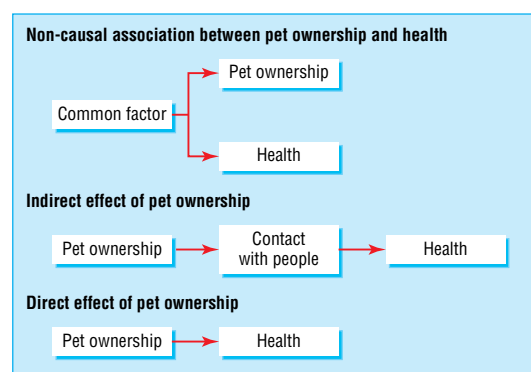 Non-causal association between pet ownership and health
Pet ownership
Common factor
Health
Indirect effect of pet ownership
Pet ownership
Contact
with people
Health
Direct effect of pet ownership
Pet ownership
Health